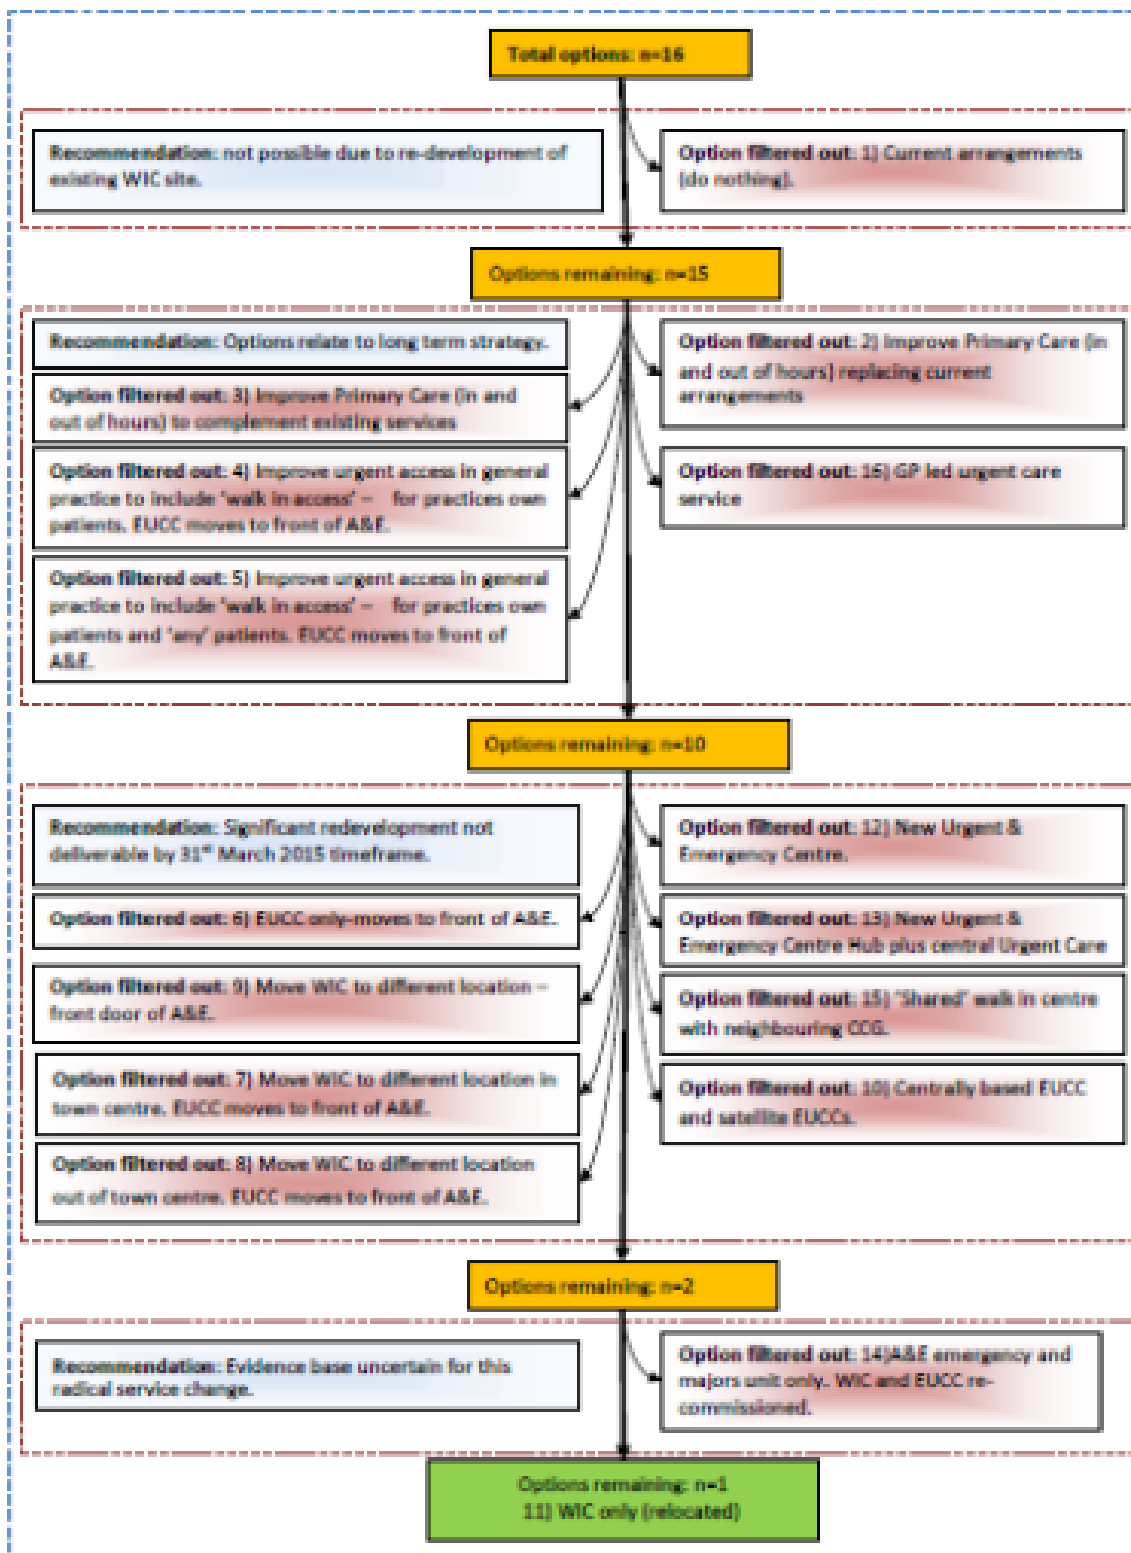 Total options: n=16
Recommendation: not possible due to re-development of
existing WIC site.
Option filtered out: 1) Current arrangements
(do nothing).
Options remaining: n=15
Recommendation: Options relate to long term strategy.
Option filtered out: 3) Improve Primary Care (in and
out of hours) to complement existing services
Option filtered out: 4) Improve urgent access in general
practice to include 'walk in access' – for practices own
patients. EUCC moves to front of A&E.
Option filtered out: 5) Improve urgent access in general
practice to include 'walk in access' – for practices own
patients and 'any' patients. EUCC moves to front of
A&E.
Option filtered out: 2) Improve Primary Care (in
and out of hours) replacing current
arrangements
Option filtered out: 16) GP led urgent care
service
Options remaining: n=10
Recommendation: Significant redevelopment not
deliverable by 31st March 2015 timeframe.
Option filtered out: 6) EUCC only-moves to front of A&E.
Option filtered out: 9) Move WIC to different location –
front door of A&E.
Option filtered out: 7) Move WIC to different location in
town centre. EUCC moves to front of A&E.
Option filtered out: 8) Move WIC to different location
out of town centre. EUCC moves to front of A&E.
Option filtered out: 12) New Urgent &
Emergency Centre.
Option filtered out: 13) New Urgent &
Emergency Centre Hub plus central Urgent Care
Option filtered out: 15) 'Shared' walk in centre
with neighbouring CCG.
Option filtered out: 10) Centrally based EUCC
and satellite EUCCs.
Options remaining: n=2
Recommendation: Evidence base uncertain for this
radical service change.
Option filtered out: 14)A&E emergency and
majors unit only. WIC and EUCC re-
commissioned.
Options remaining: n=1
11) WIC only (relocated)